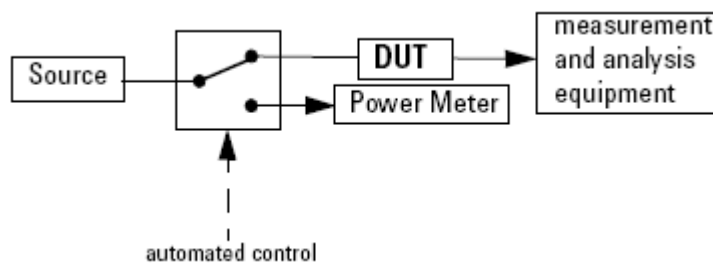 Source
DUT
Power Meter
measurement
and analysis
equipment
automated control